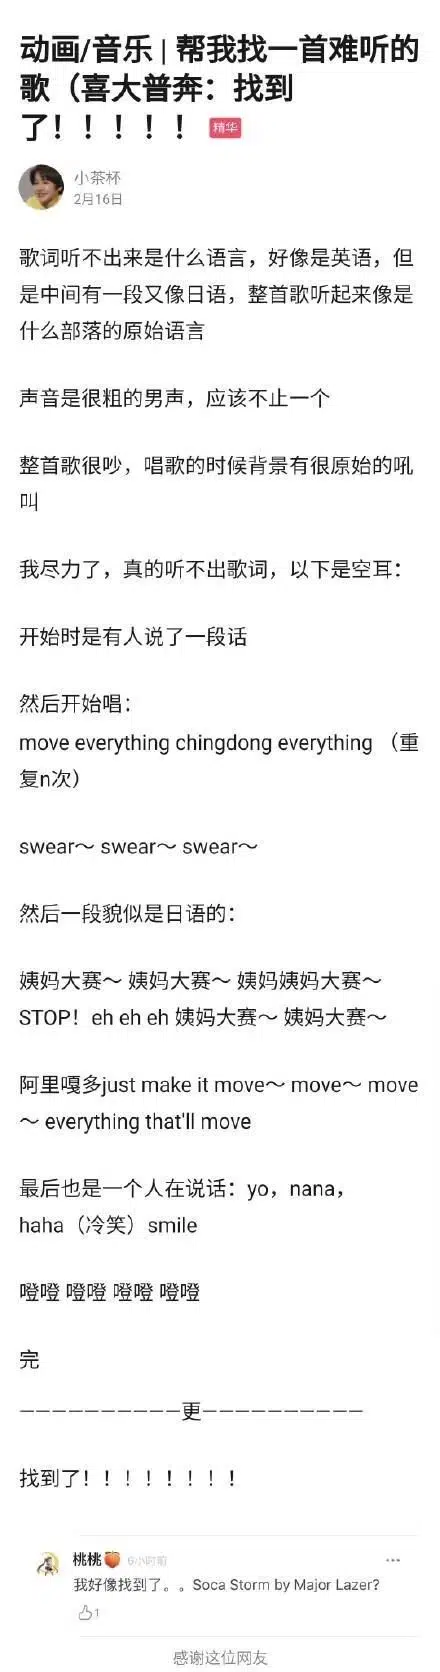 动画/音乐 | 帮我找一首难听的
歌（喜大普奔：找到
了！！！！！ 精华
小茶杯
2月16日
歌词听不出来是什么语言，好像是英语，但
是中间有一段又像日语，整首歌听起来像是
什么部落的原始语言
声音是很粗的男声，应该不止一个
整首歌很吵，唱歌的时候背景有很原始的吼
叫
我尽力了，真的听不出歌词，以下是空耳：
开始时是有人说了一段话
然后开始唱：
move everything chingdong everything （重
复n次）
swear～ swear～ swear～
然后一段貌似是日语的：
姨妈大赛～ 姨妈大赛～ 姨妈姨妈大赛～
STOP！eh eh eh 姨妈大赛～ 姨妈大赛～
阿里嘎多just make it move～ move～ move
～ everything that'll move
最后也是一个人在说话：yo，nana，
haha（冷笑）smile
噔噔 噔噔 噔噔 噔噔
完
——————————更——————————
找到了！！！！！！！！
桃桃🍑 6小时前
我好像找到了。。Soca Storm by Major Lazer?
1
感谢这位网友